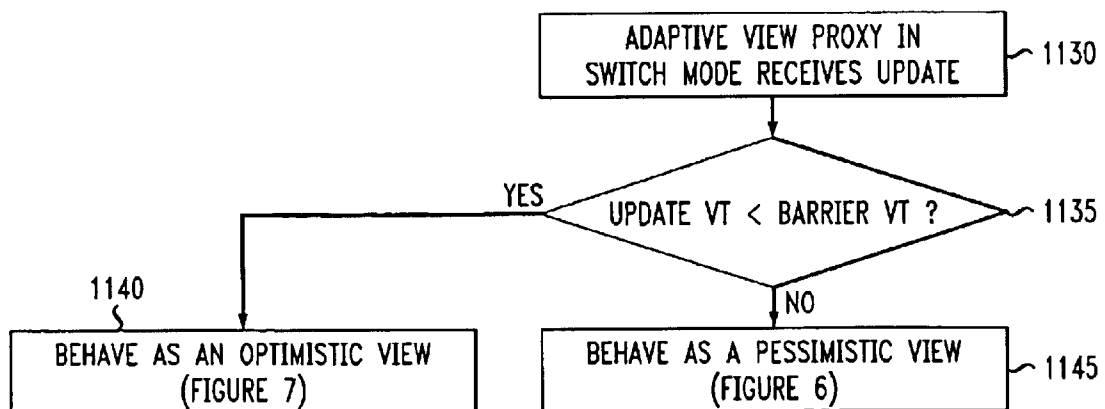 ADAPTIVE VIEW PROXY IN
SWITCH MODE RECEIVES UPDATE
1130
YES
UPDATE VT < BARRIER VT ?
1135
1140
NO
BEHAVE AS AN OPTIMISTIC VIEW
(FIGURE 7)
BEHAVE AS A PESSIMISTIC VIEW
(FIGURE 6)
1145